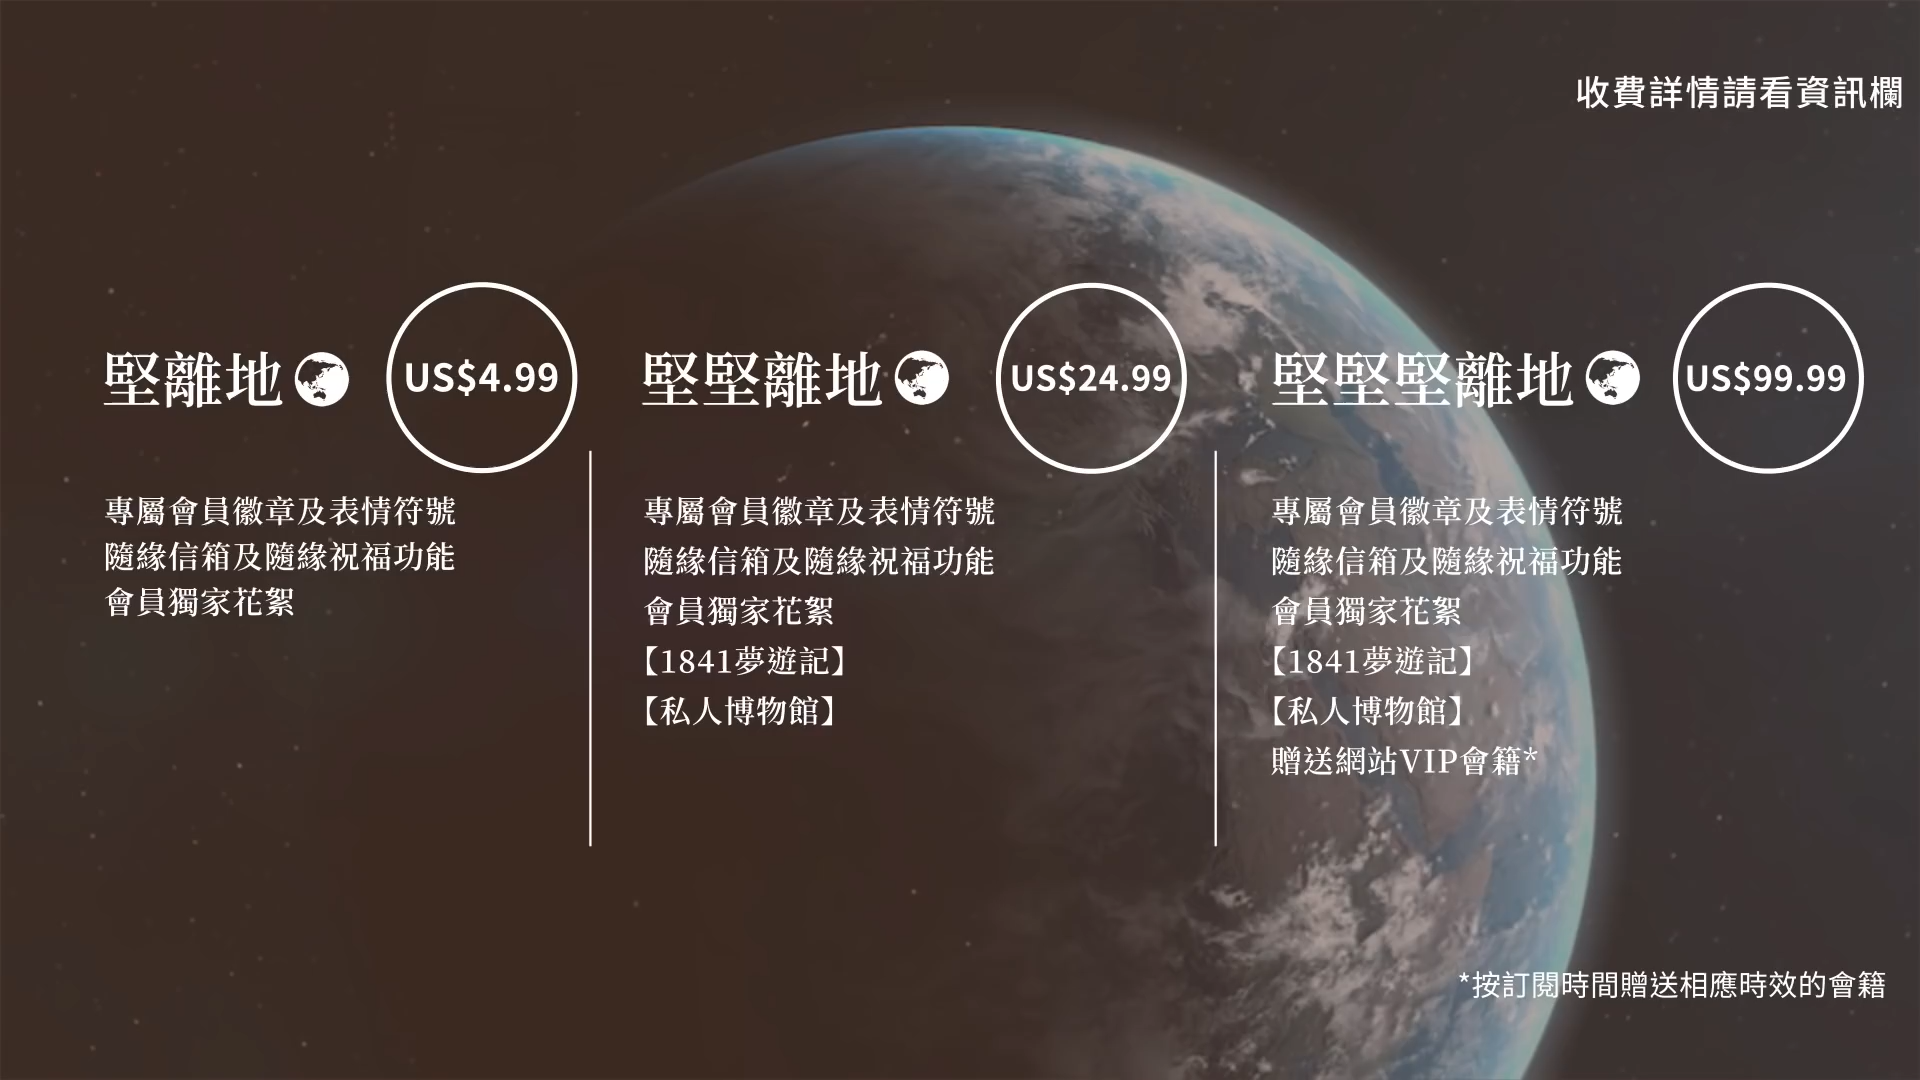 收費詳情請看資訊欄
堅離地
US$4.99
專屬會員徽章及表情符號
隨緣信箱及隨緣祝福功能
會員獨家花絮
堅堅離地
US$24.99
專屬會員徽章及表情符號
隨緣信箱及隨緣祝福功能
會員獨家花絮
【1841夢遊記】
【私人博物館】
堅堅堅離地
US$99.99
專屬會員徽章及表情符號
隨緣信箱及隨緣祝福功能
會員獨家花絮
【1841夢遊記】
【私人博物館】
贈送網站VIP會籍*
*按訂閱時間贈送相應時效的會籍